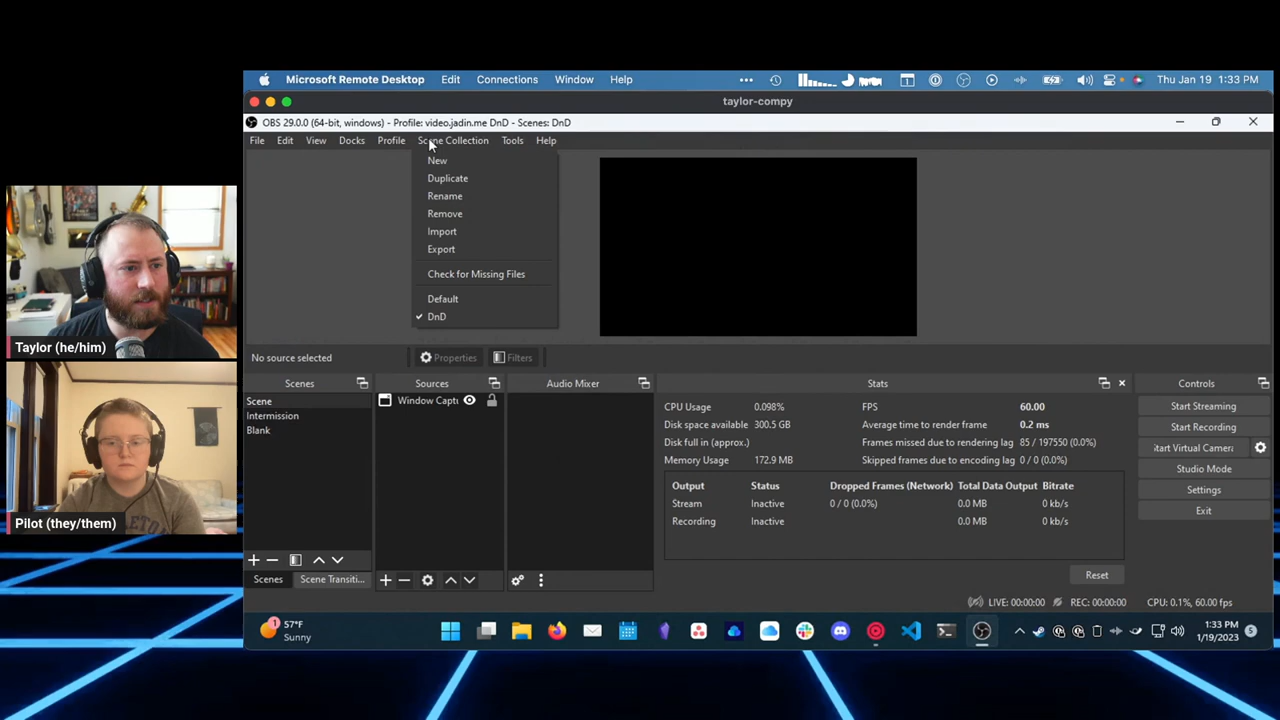 Microsoft Remote Desktop Edit Connections Window Help Thu Jan 19 1:33 PM
taylor-compy
OBS 29.0.0 (64-bit, windows) - Profile: video.jadin.me DnD - Scenes: DnD
File Edit View Docks Profile Scene Collection Tools Help
New
Duplicate
Rename
Remove
Import
Export
Check for Missing Files
Default
DnD
No source selected Properties Filters
Scenes Sources Audio Mixer Stats Controls
Scene
Intermission
Blank
Window Captu
CPU Usage 0.098% FPS 60.00
Disk space available 300.5 GB Average time to render frame 0.2 ms
Disk full in (approx.) Frames missed due to rendering lag 85 / 197550 (0.0%)
Memory Usage 172.9 MB Skipped frames due to encoding lag 0 / 0 (0.0%)
Output Status Dropped Frames (Network) Total Data Output Bitrate
Stream Inactive 0 / 0 (0.0%) 0.0 MB 0 kb/s
Recording Inactive 0.0 MB 0 kb/s
Reset
Start Streaming
Start Recording
Start Virtual Camera
Studio Mode
Settings
Exit
Scenes Scene Transiti...
LIVE: 00:00:00 REC: 00:00:00 CPU: 0.1%, 60.00 fps
1 57°F
Sunny
1:33 PM
1/19/2023 5
Taylor (he/him)
Pilot (they/them)